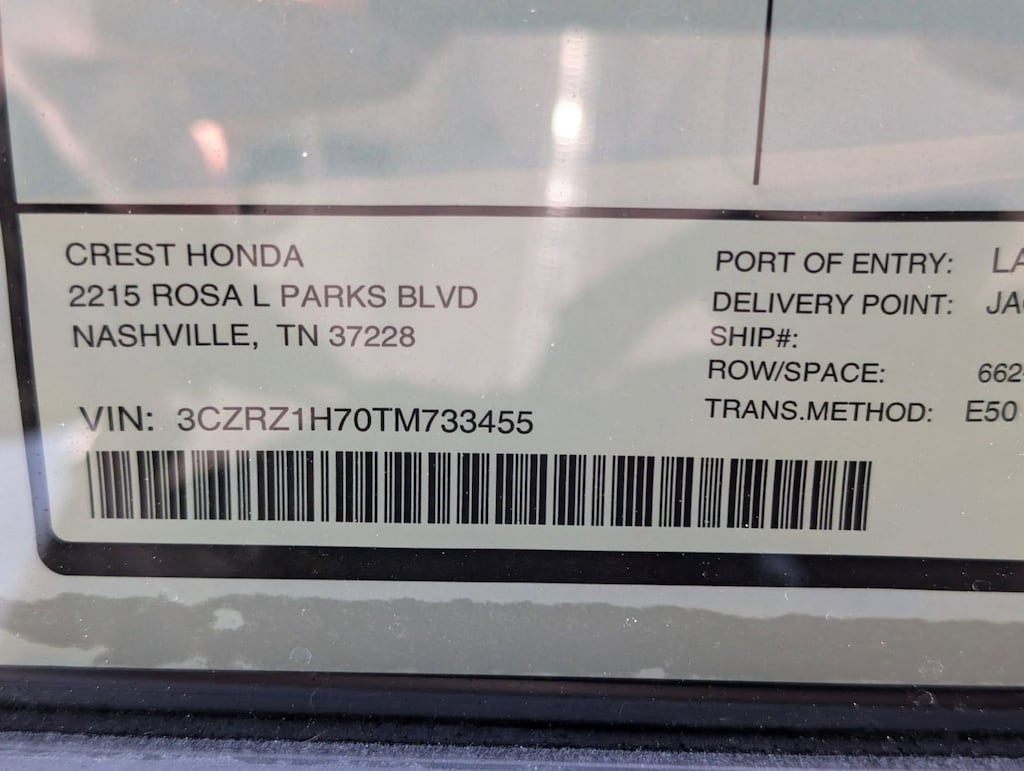 CREST HONDA
2215 ROSA L PARKS BLVD
NASHVILLE, TN 37228
VIN: 3CZRZ1H70TM733455
PORT OF ENTRY:
DELIVERY POINT:
SHIP#:
ROW/SPACE: 662
TRANS.METHOD: E50